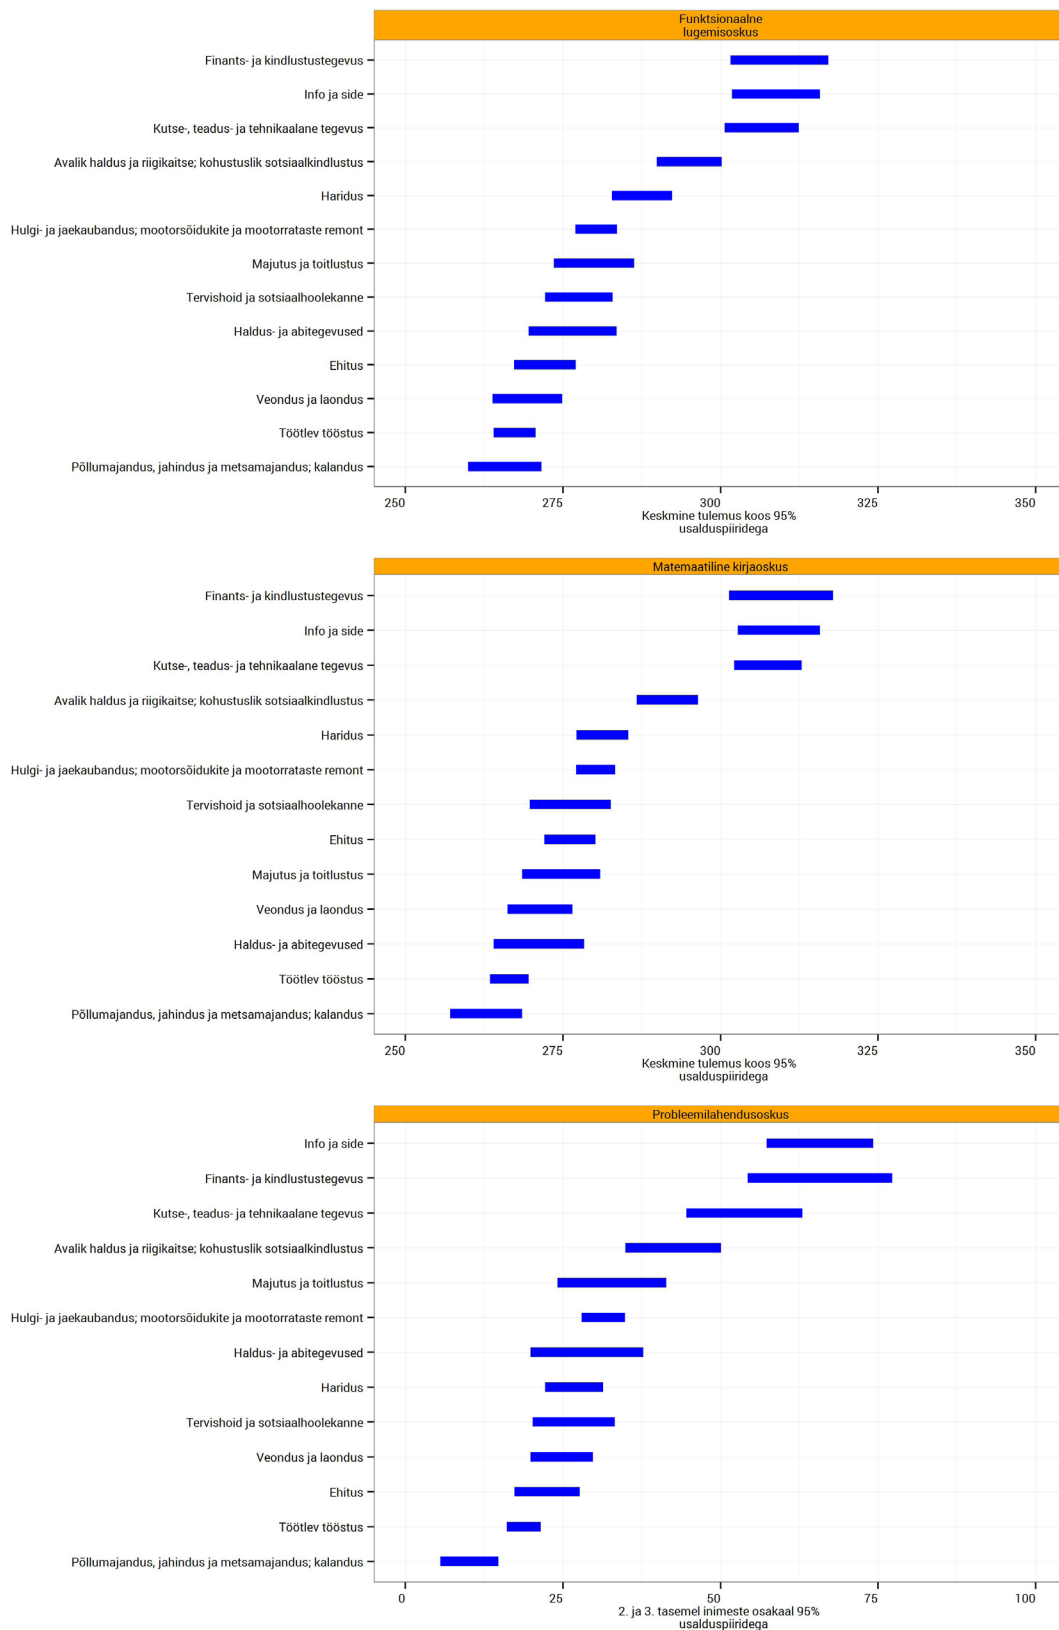 Funktsionaalne
lugemisoskus
Finants- ja kindlustustegevus
Info ja side
Kutse-, teadus- ja tehnikaalane tegevus
Avalik haldus ja riigikaitse; kohustuslik sotsiaalkindlustus
Haridus
Hulgi- ja jaekaubandus; mootorsõidukite ja mootorrataste remont
Majutus ja toitlustus
Tervishoid ja sotsiaalhoolekanne
Haldus- ja abitegevused
Ehitus
Veondus ja laondus
Töötlev tööstus
Põllumajandus, jahindus ja metsamajandus; kalandus
250 275 300 325 350
Keskmine tulemus koos 95%
usalduspiiridega
Matemaatiline kirjaoskus
Finants- ja kindlustustegevus
Info ja side
Kutse-, teadus- ja tehnikaalane tegevus
Avalik haldus ja riigikaitse; kohustuslik sotsiaalkindlustus
Haridus
Hulgi- ja jaekaubandus; mootorsõidukite ja mootorrataste remont
Tervishoid ja sotsiaalhoolekanne
Ehitus
Majutus ja toitlustus
Veondus ja laondus
Haldus- ja abitegevused
Töötlev tööstus
Põllumajandus, jahindus ja metsamajandus; kalandus
250 275 300 325 350
Keskmine tulemus koos 95%
usalduspiiridega
Probleemilahendusoskus
Info ja side
Finants- ja kindlustustegevus
Kutse-, teadus- ja tehnikaalane tegevus
Avalik haldus ja riigikaitse; kohustuslik sotsiaalkindlustus
Majutus ja toitlustus
Hulgi- ja jaekaubandus; mootorsõidukite ja mootorrataste remont
Haldus- ja abitegevused
Haridus
Tervishoid ja sotsiaalhoolekanne
Veondus ja laondus
Ehitus
Töötlev tööstus
Põllumajandus, jahindus ja metsamajandus; kalandus
0 25 50 75 100
2. ja 3. tasemel inimeste osakaal 95%
usalduspiiridega